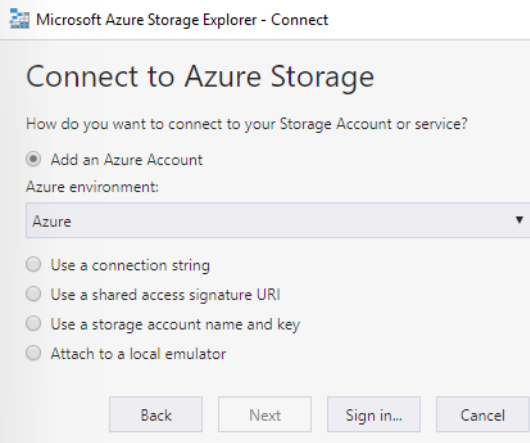 Microsoft Azure Storage Explorer - Connect
Connect to Azure Storage
How do you want to connect to your Storage Account or service?
Add an Azure Account
Azure environment:
Azure
Use a connection string
Use a shared access signature URI
Use a storage account name and key
Attach to a local emulator
Back Next Sign in... Cancel